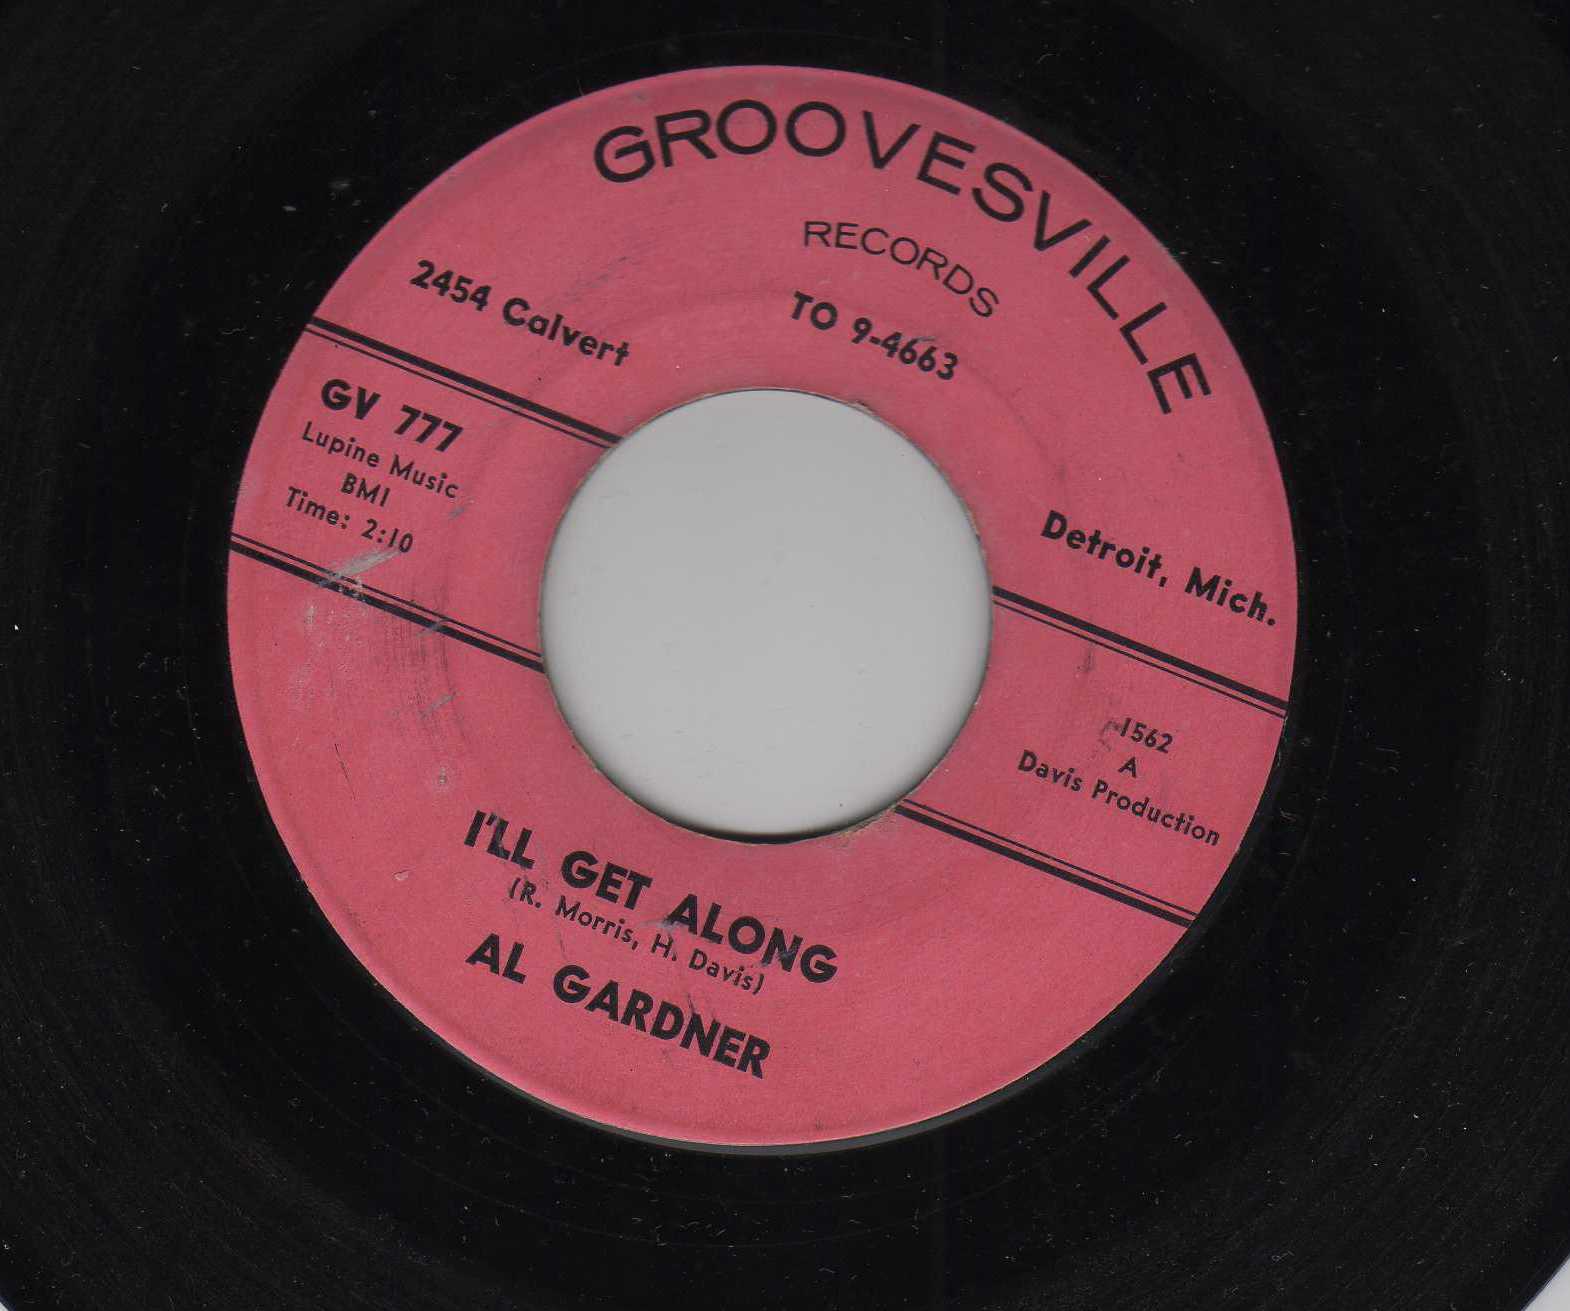 GROOVESVILLE
RECORDS
2454 Calvert
TO 9-4663
Detroit, Mich.
GV 777
Lupine Music
BMI
Time: 2:10
1562
A
Davis Production
I'LL GET ALONG
(R. Morris, H. Davis)
AL GARDNER